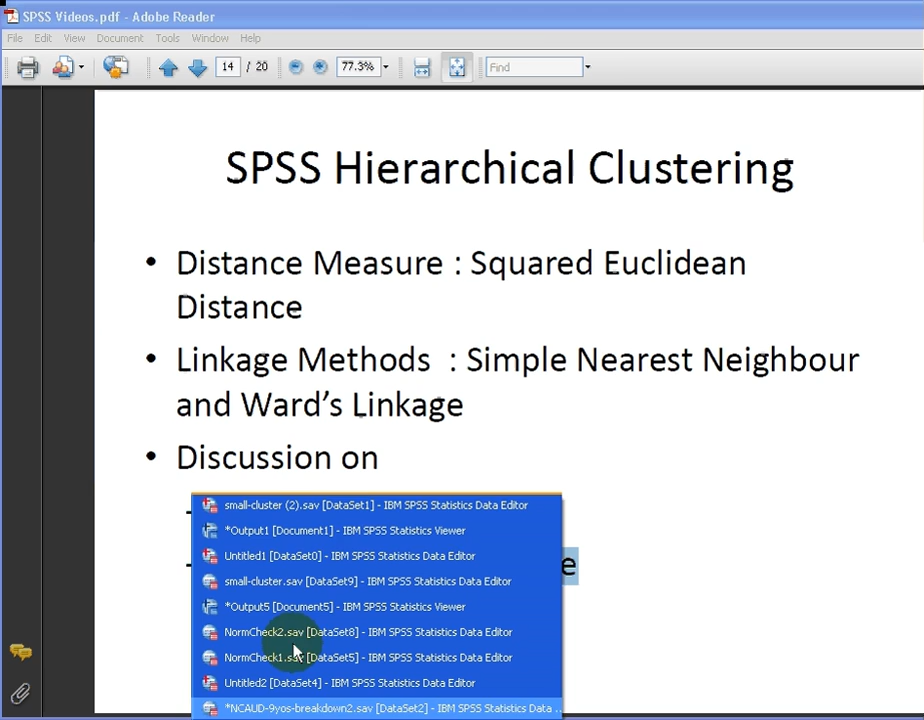 SPSS Videos.pdf - Adobe Reader
File Edit View Document Tools Window Help
14 / 20 77.3% Find
SPSS Hierarchical Clustering
• Distance Measure : Squared Euclidean
Distance
• Linkage Methods : Simple Nearest Neighbour
and Ward's Linkage
• Discussion on
small-cluster (2).sav [DataSet1] - IBM SPSS Statistics Data Editor
*Output1 [Document1] - IBM SPSS Statistics Viewer
Untitled1 [DataSet0] - IBM SPSS Statistics Data Editor
e
small-cluster.sav [DataSet9] - IBM SPSS Statistics Data Editor
*Output5 [Document5] - IBM SPSS Statistics Viewer
NormCheck2.sav [DataSet8] - IBM SPSS Statistics Data Editor
NormCheck1.sav [DataSet5] - IBM SPSS Statistics Data Editor
Untitled2 [DataSet4] - IBM SPSS Statistics Data Editor
*NCAUD-9yos-breakdown2.sav [DataSet2] - IBM SPSS Statistics Data ...